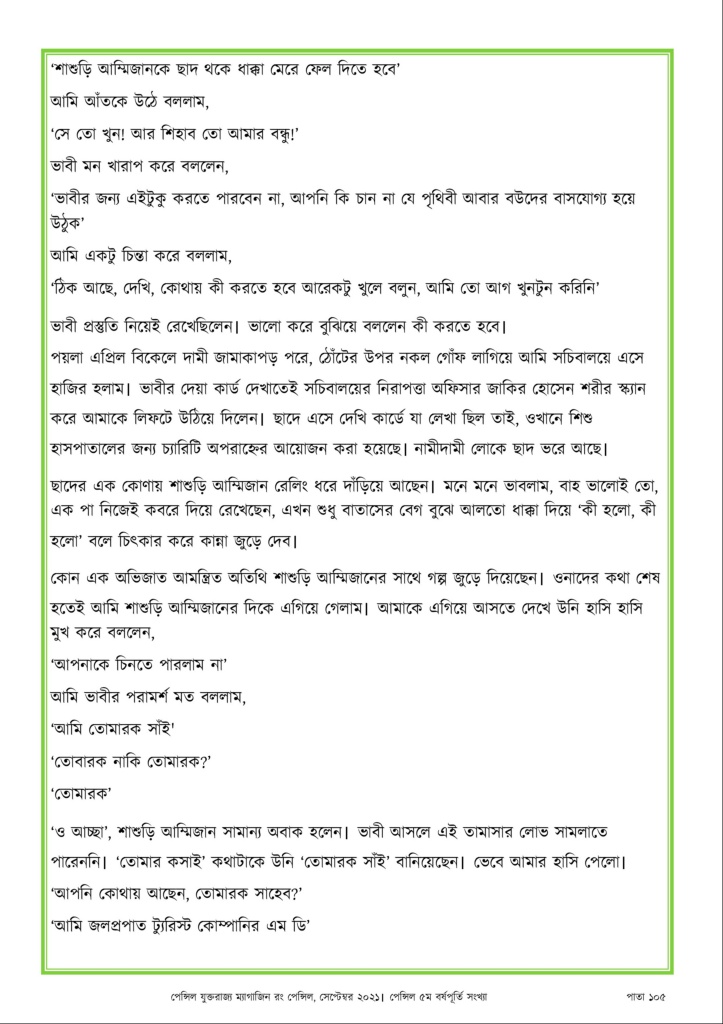 ‘শাশুড়ি আম্মিজানকে ছাদ থকে ধাক্কা মেরে ফেল দিতে হবে’
আমি আঁতকে উঠে বললাম,
‘সে তো খুন! আর শিহাব তো আমার বন্ধু!’
ভাবী মন খারাপ করে বললেন,
‘ভাবীর জন্য এইটুকু করতে পারবেন না, আপনি কি চান না যে পৃথিবী আবার বউদের বাসযোগ্য হয়ে
উঠুক’
আমি একটু চিন্তা করে বললাম,
‘ঠিক আছে, দেখি, কোথায় কী করতে হবে আরেকটু খুলে বলুন, আমি তো আগ খুনটুন করিনি’
ভাবী প্রস্তুতি নিয়েই রেখেছিলেন। ভালো করে বুঝিয়ে বললেন কী করতে হবে।
পয়লা এপ্রিল বিকেলে দামী জামাকাপড় পরে, ঠোঁটের উপর নকল গোঁফ লাগিয়ে আমি সচিবালয়ে এসে
হাজির হলাম। ভাবীর দেয়া কার্ড দেখাতেই সচিবালয়ের নিরাপত্তা অফিসার জাকির হোসেন শরীর স্ক্যান
করে আমাকে লিফটে উঠিয়ে দিলেন। ছাদে এসে দেখি কার্ডে যা লেখা ছিল তাই, ওখানে শিশু
হাসপাতালের জন্য চ্যারিটি অপরাহ্নের আয়োজন করা হয়েছে। নামীদামী লোকে ছাদ ভরে আছে।
ছাদের এক কোণায় শাশুড়ি আম্মিজান রেলিং ধরে দাঁড়িয়ে আছেন। মনে মনে ভাবলাম, বাহ ভালোই তো,
এক পা নিজেই কবরে দিয়ে রেখেছেন, এখন শুধু বাতাসের বেগ বুঝে আলতো ধাক্কা দিয়ে ‘কী হলো, কী
হলো’ বলে চিৎকার করে কান্না জুড়ে দেব।
কোন এক অভিজাত আমন্ত্রিত অতিথি শাশুড়ি আম্মিজানের সাথে গল্প জুড়ে দিয়েছেন। ওনাদের কথা শেষ
হতেই আমি শাশুড়ি আম্মিজানের দিকে এগিয়ে গেলাম। আমাকে এগিয়ে আসতে দেখে উনি হাসি হাসি
মুখ করে বললেন,
‘আপনাকে চিনতে পারলাম না’
আমি ভাবীর পরামর্শ মত বললাম,
‘আমি তোমারক সাঁই'
‘তোবারক নাকি তোমারক?’
‘তোমারক’
‘ও আচ্ছা’, শাশুড়ি আম্মিজান সামান্য অবাক হলেন। ভাবী আসলে এই তামাসার লোভ সামলাতে
পারেননি। ‘তোমার কসাই’ কথাটাকে উনি ‘তোমারক সাঁই’ বানিয়েছেন। ভেবে আমার হাসি পেলো।
‘আপনি কোথায় আছেন, তোমারক সাহেব?’
‘আমি জলপ্রপাত ট্যুরিস্ট কোম্পানির এম ডি’
পেন্সিল যুক্তরাজ্য ম্যাগাজিন রং পেন্সিল, সেপ্টেম্বর ২০২১। পেন্সিল ৫ম বর্ষপূর্তি সংখ্যা পাতা ১০৫